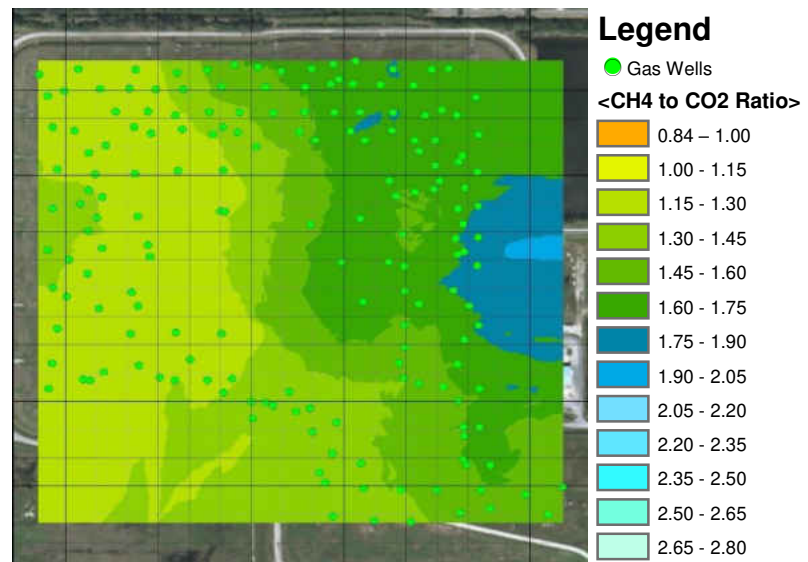 Legend
Gas Wells
<CH4 to CO2 Ratio>
0.84 – 1.00
1.00 - 1.15
1.15 - 1.30
1.30 - 1.45
1.45 - 1.60
1.60 - 1.75
1.75 - 1.90
1.90 - 2.05
2.05 - 2.20
2.20 - 2.35
2.35 - 2.50
2.50 - 2.65
2.65 - 2.80